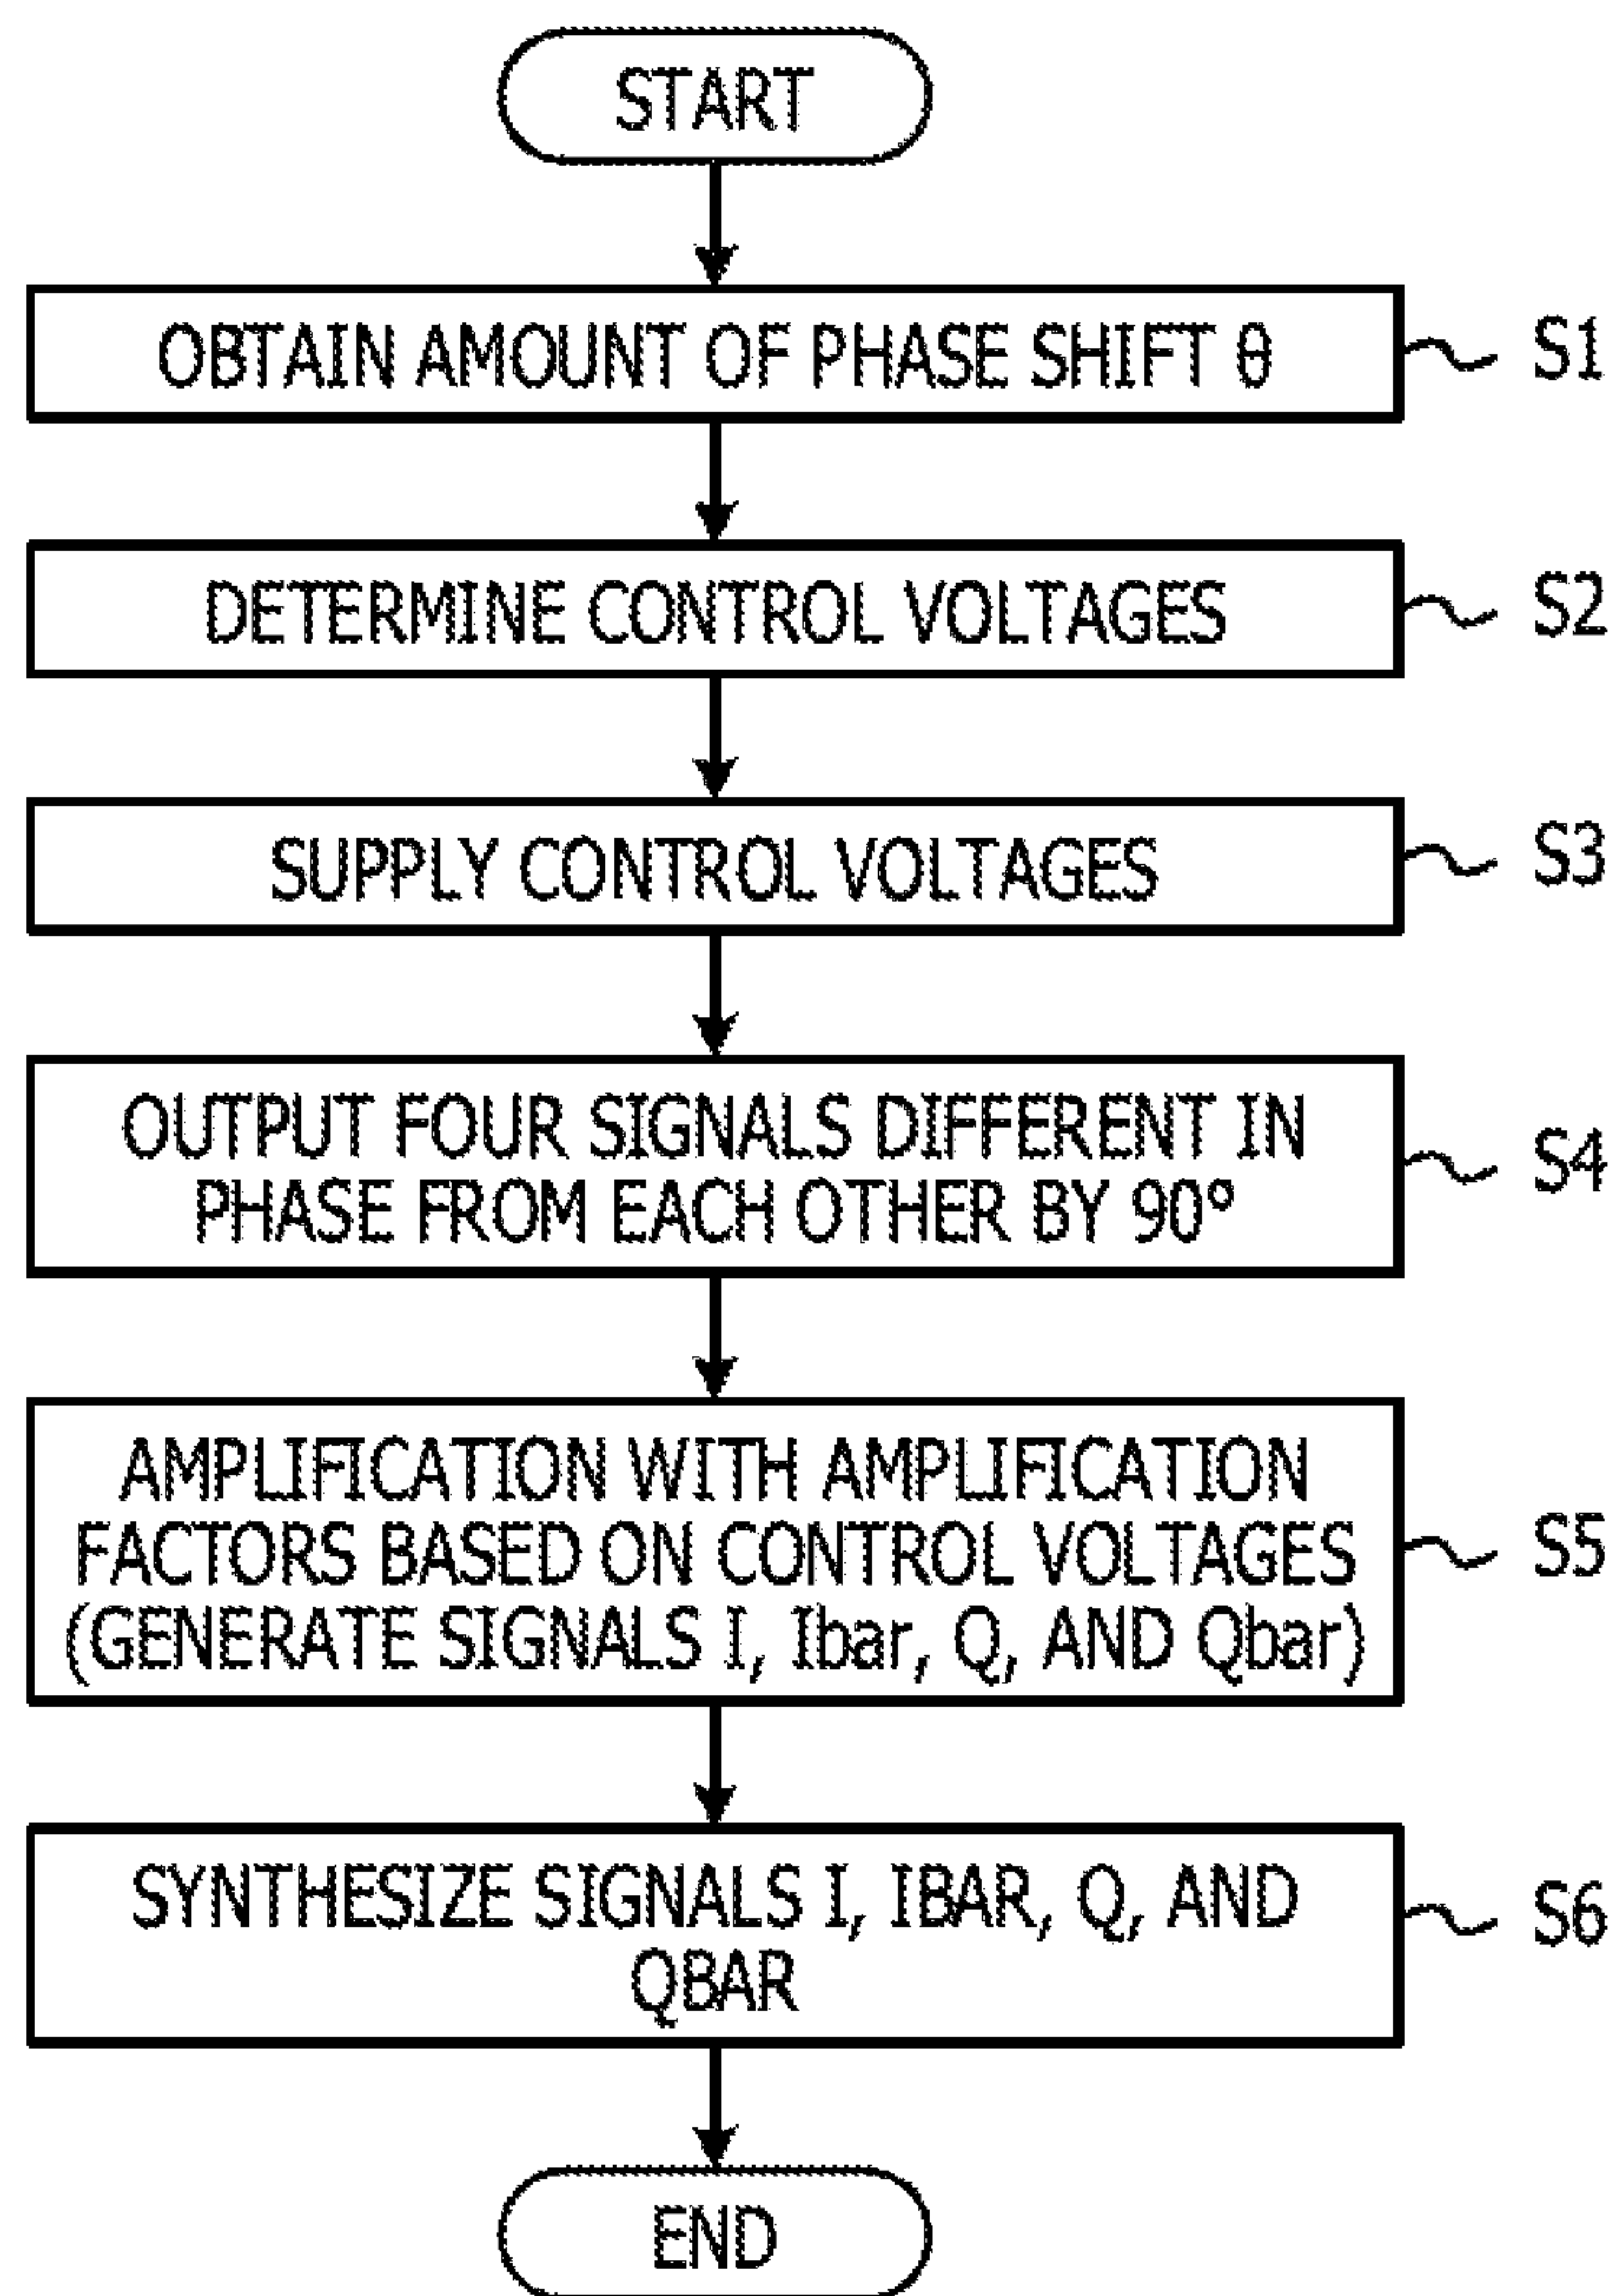 START
OBTAIN AMOUNT OF PHASE SHIFT θ
S1
DETERMINE CONTROL VOLTAGES
S2
SUPPLY CONTROL VOLTAGES
S3
OUTPUT FOUR SIGNALS DIFFERENT IN
PHASE FROM EACH OTHER BY 90°
S4
AMPLIFICATION WITH AMPLIFICATION
FACTORS BASED ON CONTROL VOLTAGES
(GENERATE SIGNALS I, Ibar, Q, AND Qbar)
S5
SYNTHESIZE SIGNALS I, IBAR, Q, AND
QBAR
S6
END